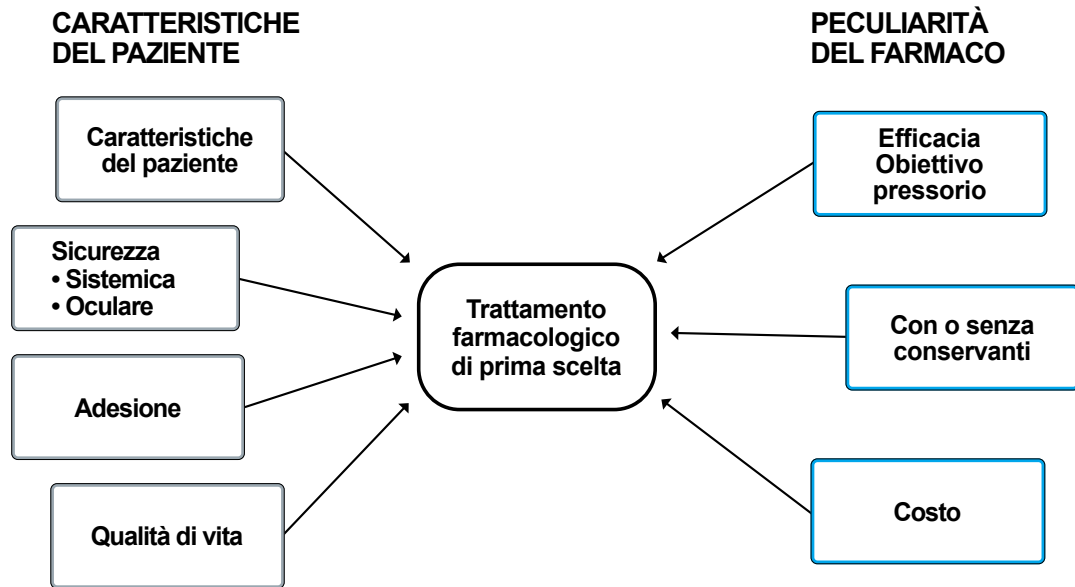 CARATTERISTICHE
DEL PAZIENTE
Caratteristiche
del paziente
Sicurezza
• Sistemica
• Oculare
Adesione
Qualità di vita
Trattamento
farmacologico
di prima scelta
PECULIARITÀ
DEL FARMACO
Efficacia
Obiettivo
pressorio
Con o senza
conservanti
Costo